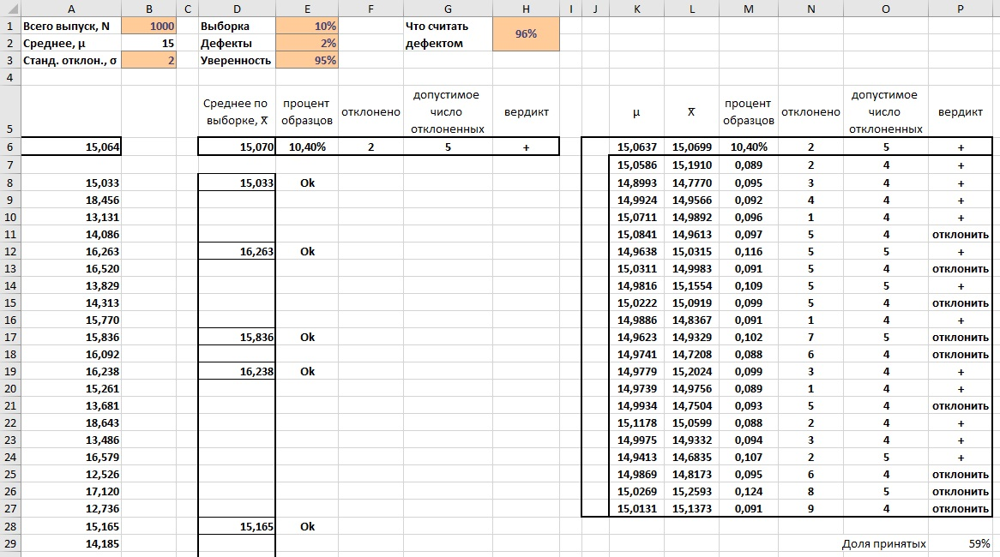 A B C D E F G H I J K L M N O P
1 Всего выпуск, N 1000 Выборка 10% Что считать 96%
2 Среднее, μ 15 Дефекты 2% дефектом
3 Станд. отклон., σ 2 Уверенность 95%
4
5 Среднее по выборке, X̅ процент образцов отклонено допустимое число отклоненных вердикт μ X̅ процент образцов отклонено допустимое число отклоненных вердикт
6 15,064 15,070 10,40% 2 5 + 15,0637 15,0699 10,40% 2 5 +
7 15,0586 15,1910 0,089 2 4 +
8 15,033 15,033 Ok 14,8993 14,7770 0,095 3 4 +
9 18,456 14,9924 14,9566 0,092 4 4 +
10 13,131 15,0711 14,9892 0,096 1 4 +
11 14,086 15,0841 14,9613 0,097 5 4 отклонить
12 16,263 16,263 Ok 14,9638 15,0315 0,116 5 5 +
13 16,520 15,0311 14,9983 0,091 5 4 отклонить
14 13,829 14,9816 15,1554 0,109 5 5 +
15 14,313 15,0222 15,0919 0,099 5 4 отклонить
16 15,770 14,9886 14,8367 0,091 1 4 +
17 15,836 15,836 Ok 14,9623 14,9329 0,102 7 5 отклонить
18 16,092 14,9741 14,7208 0,088 6 4 отклонить
19 16,238 16,238 Ok 14,9779 15,2024 0,099 3 4 +
20 15,261 14,9739 14,9756 0,089 1 4 +
21 13,681 14,9934 14,7504 0,093 5 4 отклонить
22 18,643 15,1178 15,0599 0,088 2 4 +
23 13,486 14,9975 14,9332 0,094 3 4 +
24 16,579 14,9413 14,6835 0,107 2 5 +
25 12,526 14,9869 14,8173 0,095 6 4 отклонить
26 17,120 15,0269 15,2593 0,124 8 5 отклонить
27 12,736 15,0131 15,1373 0,091 9 4 отклонить
28 15,165 15,165 Ok
29 14,185 Доля принятых 59%